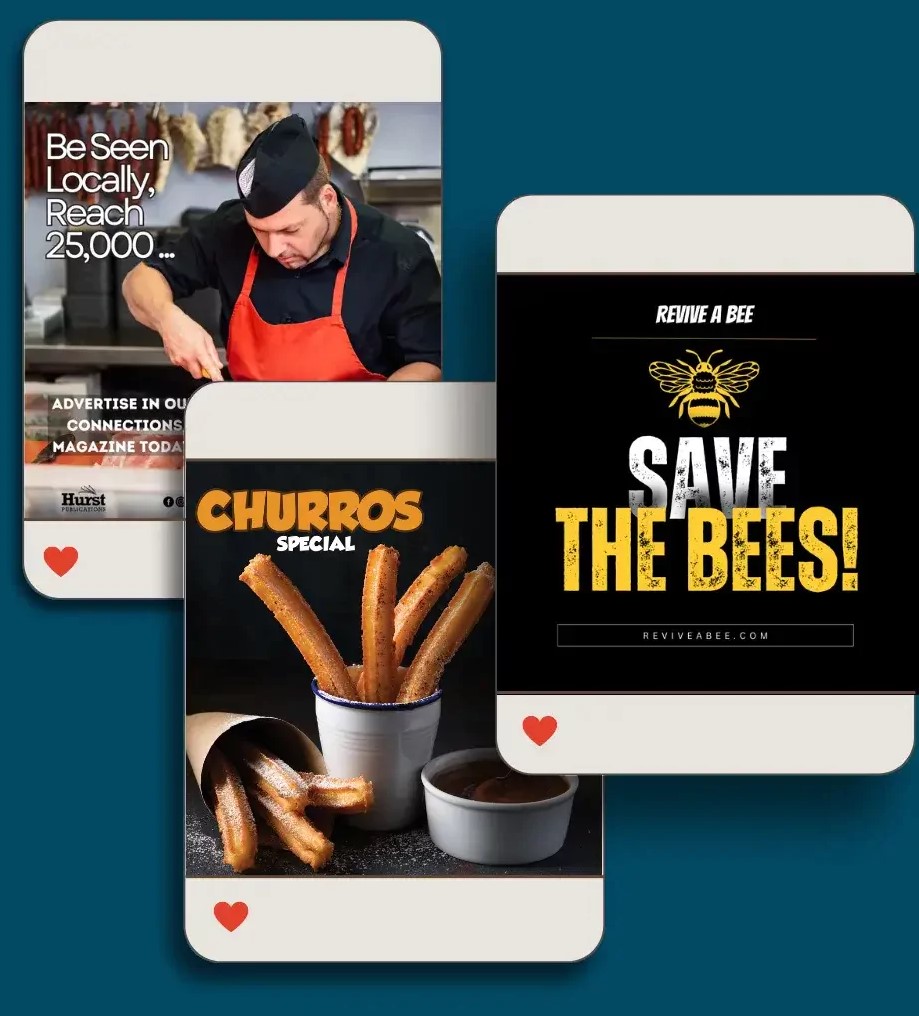 Be Seen
Locally,
Reach
25,000 ...
ADVERTISE IN OU
CONNECTIONS
MAGAZINE TODA
Hurst
PUBLICATIONS
CHURROS
SPECIAL
REVIVE A BEE
SAVE
THE BEES!
REVIVEABEE.COM